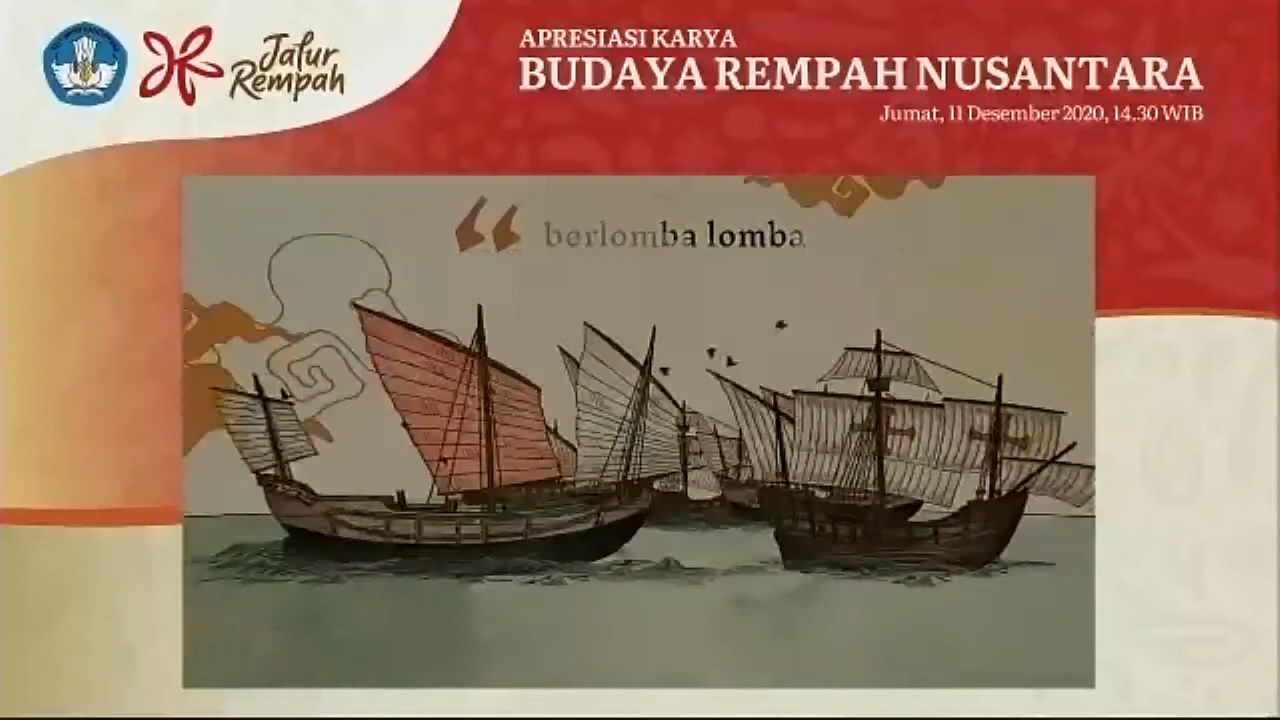 Jalur
Rempah
APRESIASI KARYA
BUDAYA REMPAH NUSANTARA
Jumat, 11 Desember 2020, 14.30 WIB
“ berlomba lomba